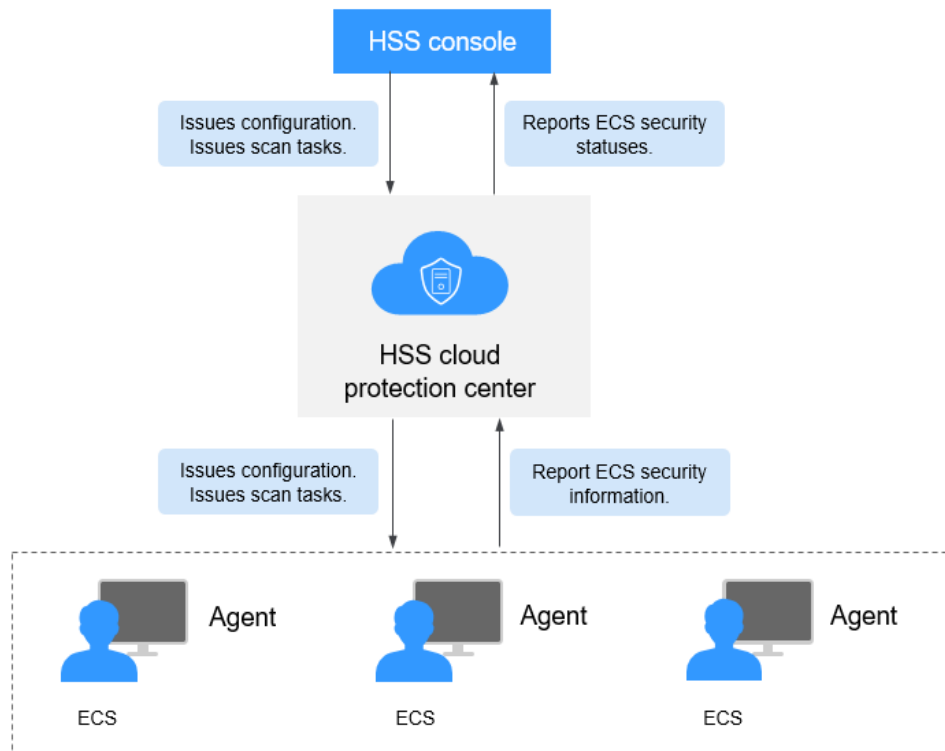 HSS console
Issues configuration.
Issues scan tasks.
Reports ECS security
statuses.
HSS cloud
protection center
Issues configuration.
Issues scan tasks.
Report ECS security
information.
Agent
Agent
Agent
ECS
ECS
ECS